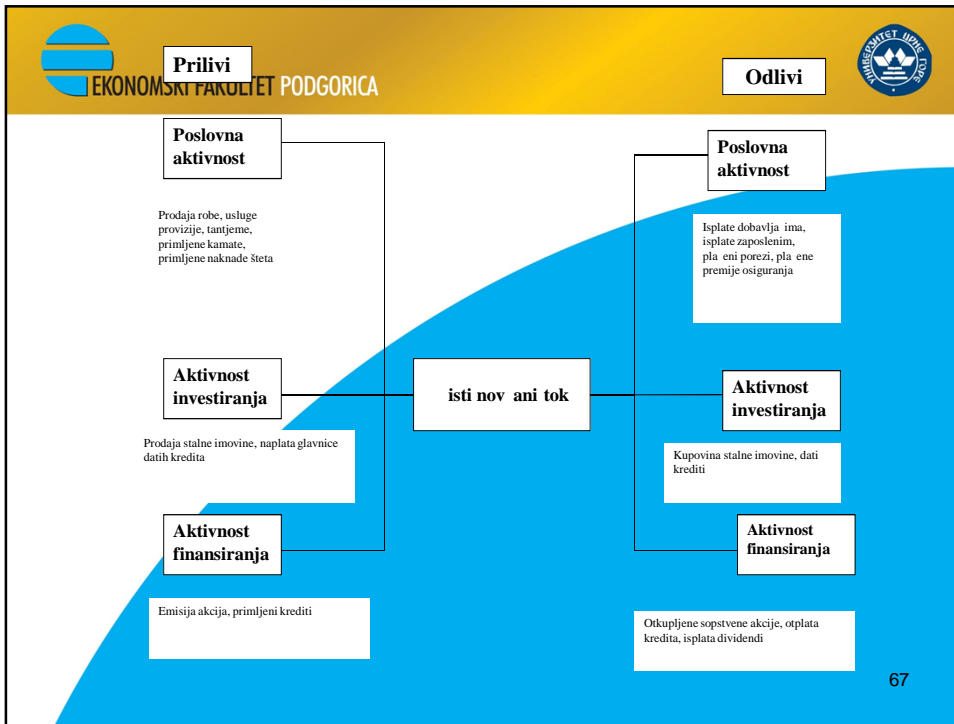 Prilivi
EKONOMSKI FAKULTET PODGORICA
Odlivi
УНИВЕРЗИТЕТ ЦРНЕ ГОРЕ
Poslovna
aktivnost
Prodaja robe, usluge
provizije, tantjeme,
primljene kamate,
primljene naknade šteta
Aktivnost
investiranja
Prodaja stalne imovine, naplata glavnice
datih kredita
Aktivnost
finansiranja
Emisija akcija, primljeni krediti
isti nov ani tok
Poslovna
aktivnost
Isplate dobavlja ima,
isplate zaposlenim,
pla eni porezi, pla ene
premije osiguranja
Aktivnost
investiranja
Kupovina stalne imovine, dati
krediti
Aktivnost
finansiranja
Otkupljene sopstvene akcije, otplata
kredita, isplata dividendi
67